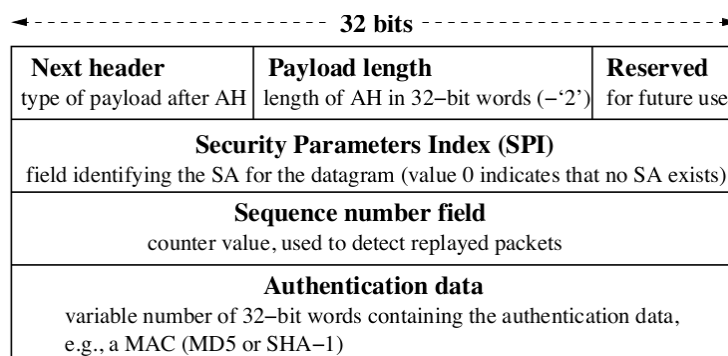 32 bits
Next header Payload length Reserved
type of payload after AH length of AH in 32−bit words (−‘2’) for future use
Security Parameters Index (SPI)
field identifying the SA for the datagram (value 0 indicates that no SA exists)
Sequence number field
counter value, used to detect replayed packets
Authentication data
variable number of 32−bit words containing the authentication data,
e.g., a MAC (MD5 or SHA−1)